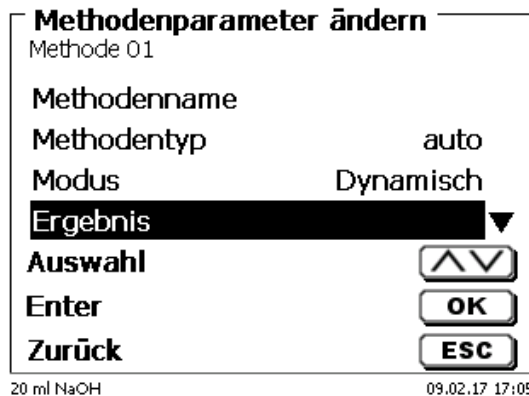 Methodenparameter ändern
Methode 01
Methodenname
Methodentyp auto
Modus Dynamisch
Ergebnis
Auswahl
Enter OK
Zurück ESC
20 ml NaOH 09.02.17 17:05